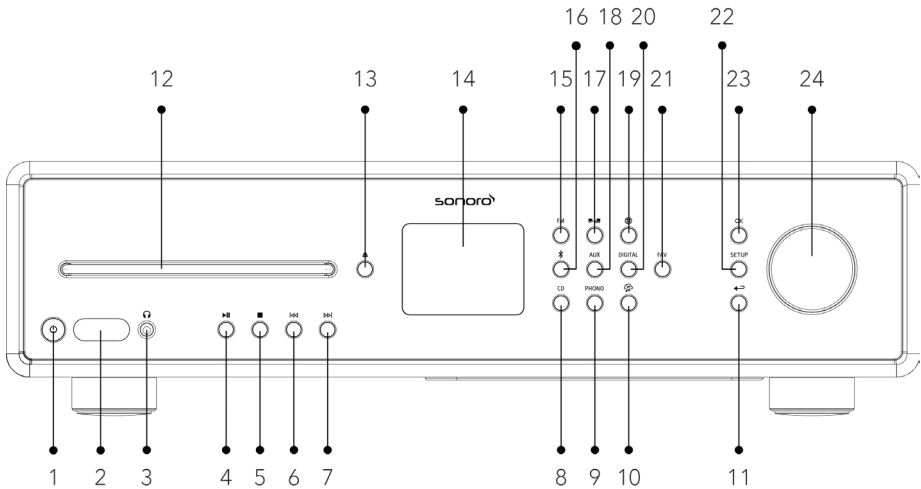 16 18 20 22
12 13 14 15 17 19 21 23 24
sonoro
FM DAB OK
AUX DIGITAL FAV SETUP
CD PHONO
1 2 3 4 5 6 7 8 9 10 11